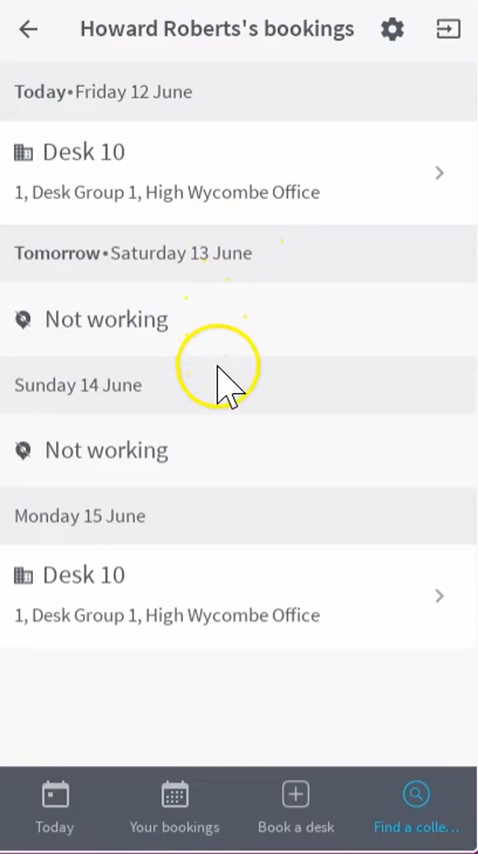 Howard Roberts's bookings
Today•Friday 12 June
Desk 10
1, Desk Group 1, High Wycombe Office
Tomorrow•Saturday 13 June
Not working
Sunday 14 June
Not working
Monday 15 June
Desk 10
1, Desk Group 1, High Wycombe Office
Today
Your bookings
Book a desk
Find a colle...